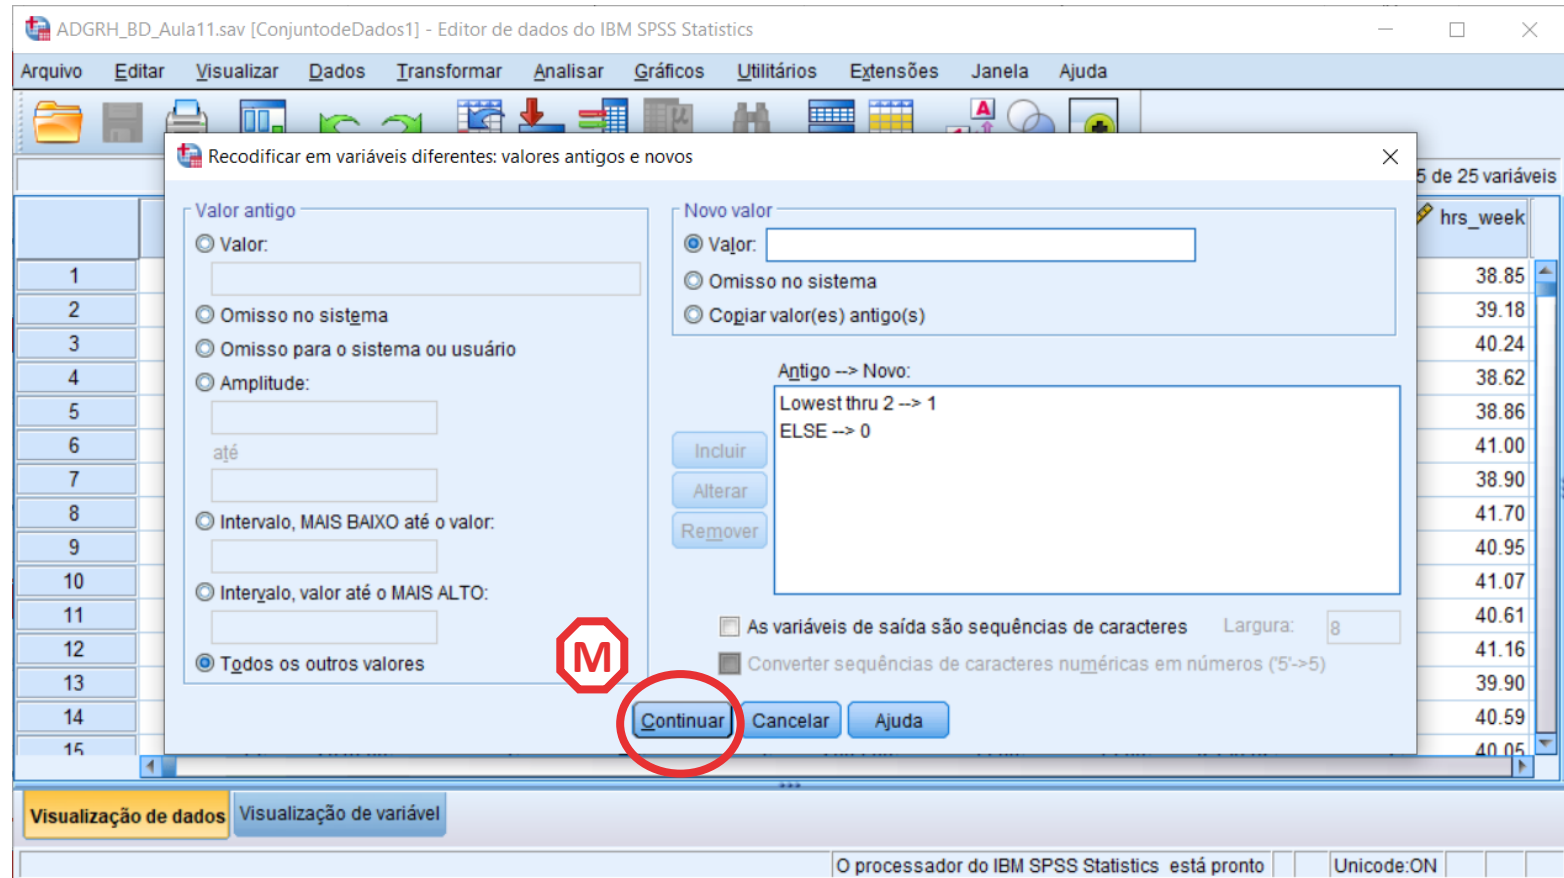 ADGRH_BD_Aula11.sav [ConjuntodeDados1] - Editor de dados do IBM SPSS Statistics
Arquivo Editar Visualizar Dados Transformar Analisar Gráficos Utilitários Extensões Janela Ajuda
Recodificar em variáveis diferentes: valores antigos e novos
5 de 25 variáveis
Valor antigo
Valor:
Omisso no sistema
Omisso para o sistema ou usuário
Amplitude:
até
Intervalo, MAIS BAIXO até o valor:
Intervalo, valor até o MAIS ALTO:
Todos os outros valores
Novo valor
Valor:
Omisso no sistema
Copiar valor(es) antigo(s)
Antigo --> Novo:
Lowest thru 2 --> 1
ELSE --> 0
Incluir
Alterar
Remover
As variáveis de saída são sequências de caracteres Largura: 8
Converter sequências de caracteres numéricas em números ('5'->5)
M
Continuar Cancelar Ajuda
hrs_week
1 38.85
2 39.18
3 40.24
4 38.62
5 38.86
6 41.00
7 38.90
8 41.70
9 40.95
10 41.07
11 40.61
12 41.16
13 39.90
14 40.59
15 40.05
Visualização de dados Visualização de variável
O processador do IBM SPSS Statistics está pronto Unicode:ON